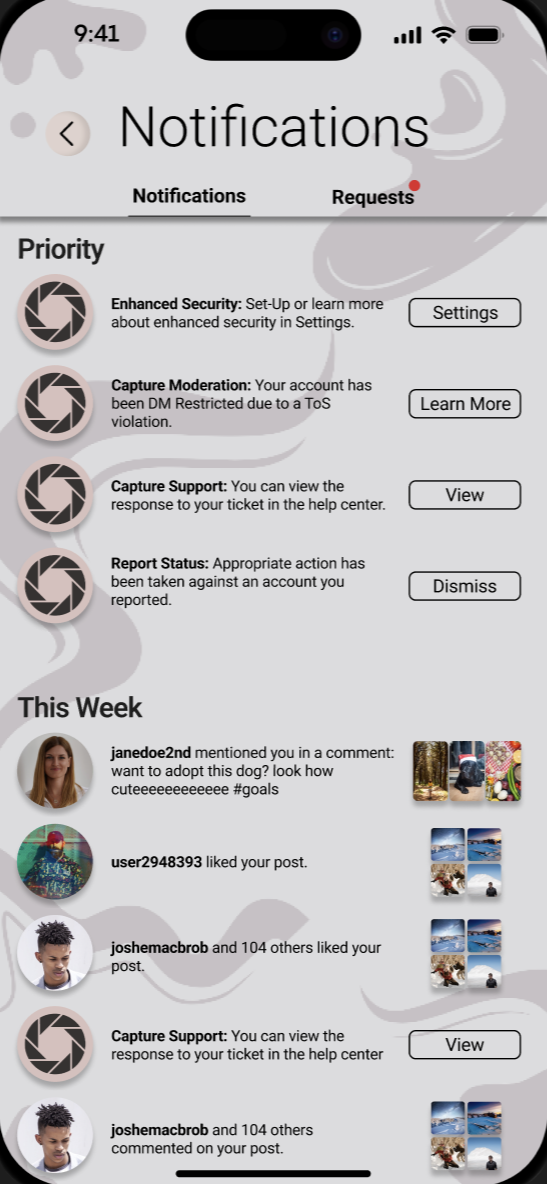 9:41
Notifications
Notifications
Requests
Priority
Enhanced Security: Set-Up or learn more
about enhanced security in Settings.
Settings
Capture Moderation: Your account has
been DM Restricted due to a ToS
violation.
Learn More
Capture Support: You can view the
response to your ticket in the help center.
View
Report Status: Appropriate action has
been taken against an account you
reported.
Dismiss
This Week
janedoe2nd mentioned you in a comment:
want to adopt this dog? look how
cuteeeeeeeeeeee #goals
user2948393 liked your post.
joshemacbrob and 104 others liked your
post.
Capture Support: You can view the
response to your ticket in the help center
View
joshemacbrob and 104 others
commented on your post.